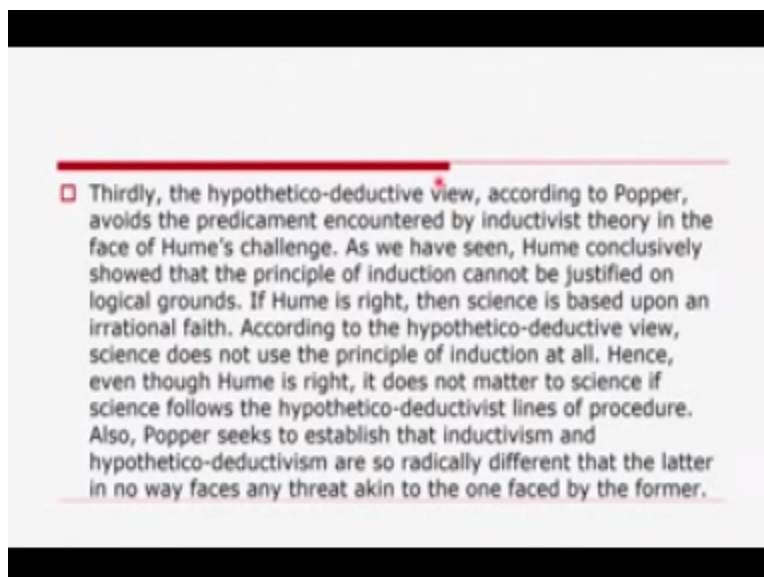 Thirdly, the hypothetico-deductive view, according to Popper,
avoids the predicament encountered by inductivist theory in the
face of Hume's challenge. As we have seen, Hume conclusively
showed that the principle of induction cannot be justified on
logical grounds. If Hume is right, then science is based upon an
irrational faith. According to the hypothetico-deductive view,
science does not use the principle of induction at all. Hence,
even though Hume is right, it does not matter to science if
science follows the hypothetico-deductivist lines of procedure.
Also, Popper seeks to establish that inductivism and
hypothetico-deductivism are so radically different that the latter
in no way faces any threat akin to the one faced by the former.